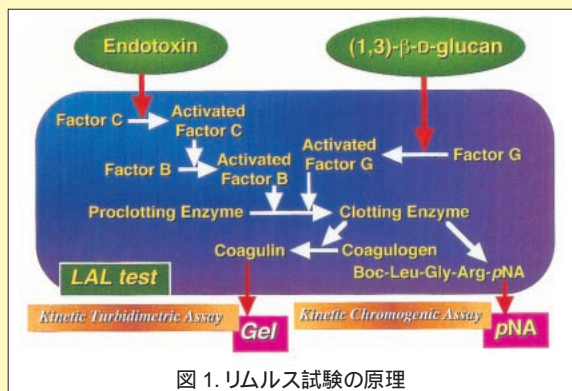 Endotoxin
(1,3)-β-D-glucan
Factor C
Activated
Factor C
Activated
Factor G
Factor G
Factor B
Activated
Factor B
Proclotting Enzyme
Clotting Enzyme
Coagulin
Coagulogen
Boc-Leu-Gly-Arg-pNA
LAL test
Kinetic Turbidimetric Assay
Gel
Kinetic Chromogenic Assay
pNA
図 1. リムルス試験の原理